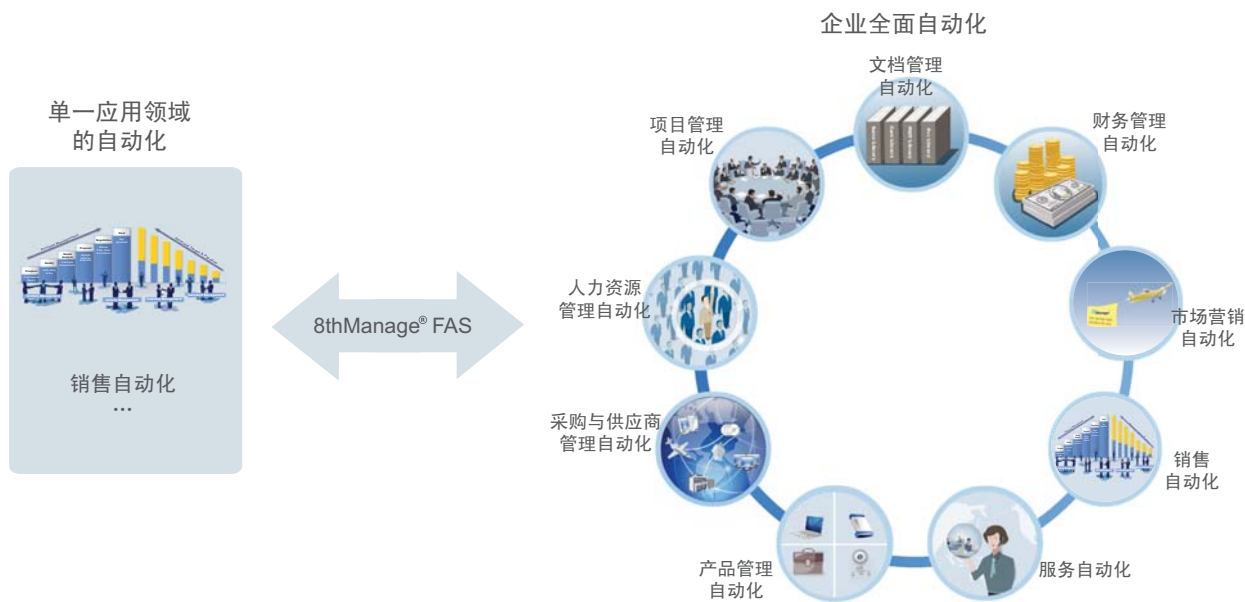 企业全面自动化
单一应用领域
的自动化
销售自动化
...
8thManage® FAS
文档管理
自动化
财务管理
自动化
市场营销
自动化
销售
自动化
服务自动化
产品管理
自动化
采购与供应商
管理自动化
人力资源
管理自动化
项目管理
自动化